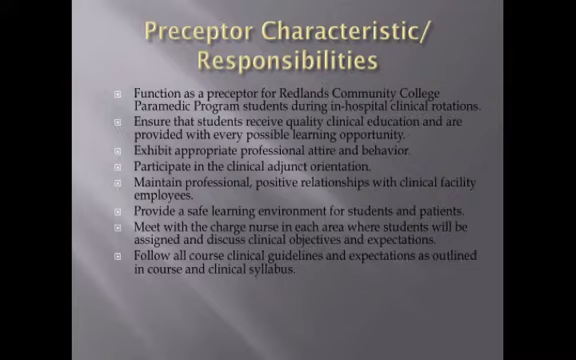 Preceptor Characteristic/
Responsibilities
Function as a preceptor for Redlands Community College
Paramedic Program students during in-hospital clinical rotations.
Ensure that students receive quality clinical education and are
provided with every possible learning opportunity.
Exhibit appropriate professional attire and behavior.
Participate in the clinical adjunct orientation.
Maintain professional, positive relationships with clinical facility
employees.
Provide a safe learning environment for students and patients.
Meet with the charge nurse in each area where students will be
assigned and discuss clinical objectives and expectations.
Follow all course clinical guidelines and expectations as outlined
in course and clinical syllabus.